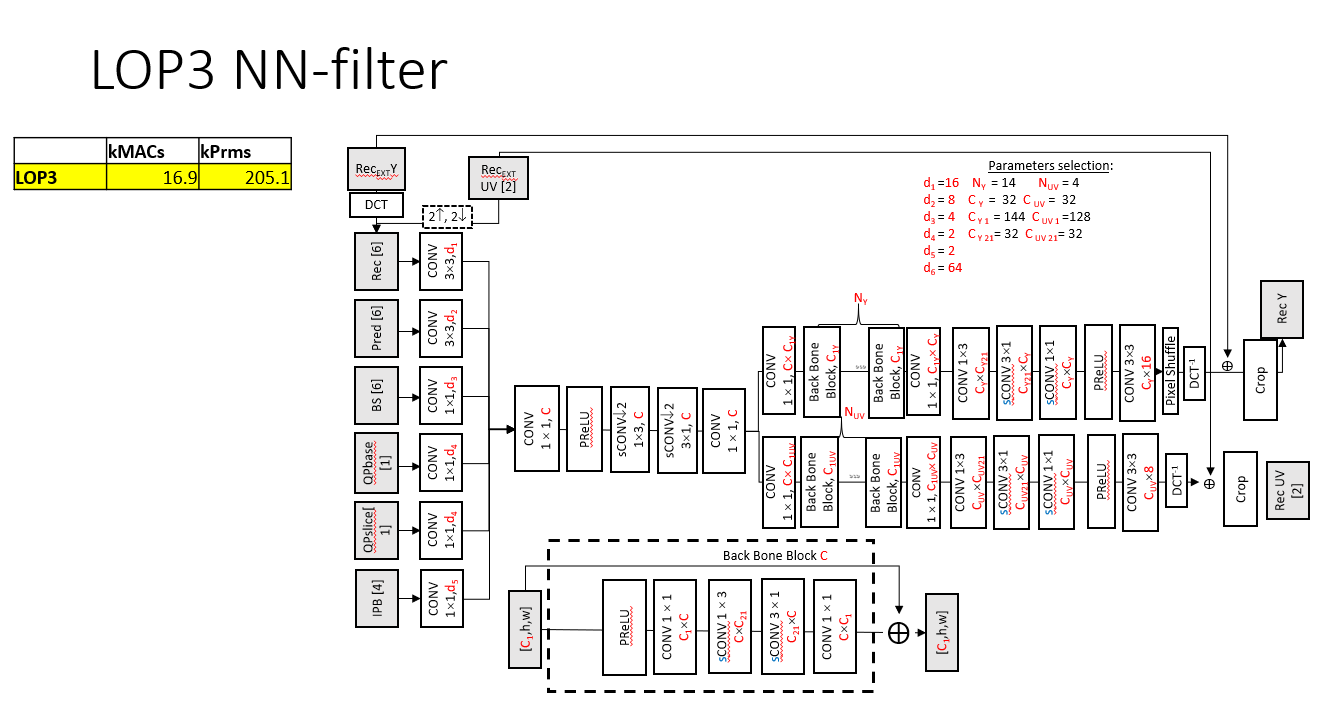 LOP3 NN-filter
kMACs kPrms
LOP3 16.9 205.1
RecEXTY
DCT
RecEXT
UV [2]
2↑, 2↓
Parameters selection:
d1 =16 NY = 14 NUV = 4
d2 = 8 CY = 32 CUV = 32
d3 = 4 CY 1 = 144 CUV 1 =128
d4 = 2 CY 21 = 32 CUV 21= 32
d5 = 2
d6 = 64
Rec [6]
CONV
3×3,d1
Pred [6]
CONV
3×3,d2
BS [6]
CONV
1×1,d3
QPbase
[1]
CONV
1×1,d4
QPslice[
1]
CONV
1×1,d4
IPB [4]
CONV
1×1,d5
CONV
1 × 1, C
PReLU
sCONV↓2
1×3, C
sCONV↓2
3×1, C
CONV
1 × 1, C
NY
CONV
1 × 1, C× C1Y
Back Bone
Block, C1Y
Back Bone
Block, C1Y
CONV
1 × 1, C1Y× CY
CONV 1×3
CY×CY21
sCONV 3×1
CY21×CY
sCONV 1×1
CY×CY
PReLU
CONV 3×3
CY×16
Pixel Shuffle
DCT-1
⊕
Crop
Rec Y
NUV
CONV
1 × 1, C× C1UV
Back Bone
Block, C1UV
Back Bone
Block, C1UV
CONV
1 × 1, C1UV× CUV
CONV 1×3
CUV×CUV21
sCONV 3×1
CUV21×CUV
sCONV 1×1
CUV×CUV
PReLU
CONV 3×3
CUV×8
DCT-1
⊕
Crop
Rec UV
[2]
Back Bone Block C
[C1,h,w]
PReLU
CONV 1 × 1
C1×C
sCONV 1 × 3
C×C21
sCONV 3 × 1
C21×C
CONV 1 × 1
C×C1
⊕
[C1,h,w]